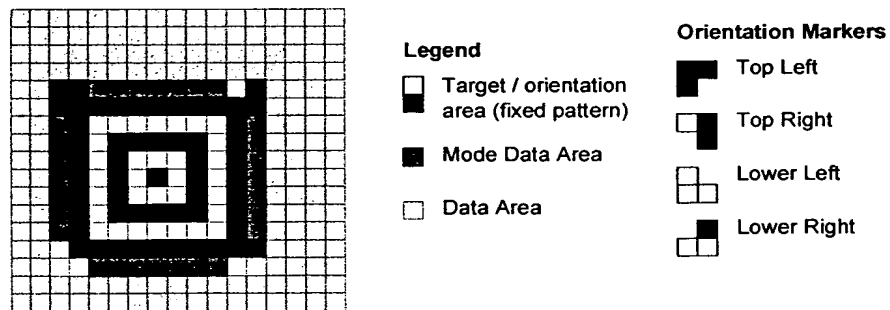 Legend
Target / orientation
area (fixed pattern)
Mode Data Area
Data Area
Orientation Markers
Top Left
Top Right
Lower Left
Lower Right